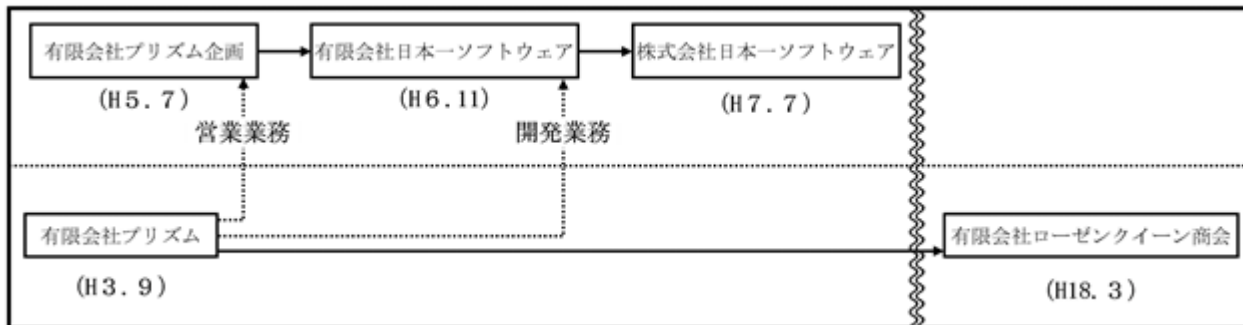 有限会社プリズム企画
有限会社日本一ソフトウェア
株式会社日本一ソフトウェア
(H5.7)
(H6.11)
(H7.7)
営業業務
開発業務
有限会社プリズム
有限会社ローゼンクイーン商会
(H3.9)
(H18.3)